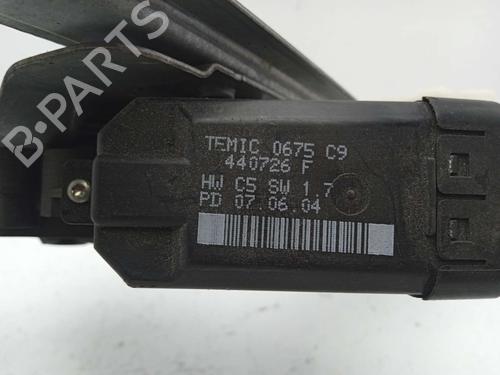 B-PARTS
TEMIC 0675 C9
440726 F
HW C5 SW 1.7
PD 07.06.04